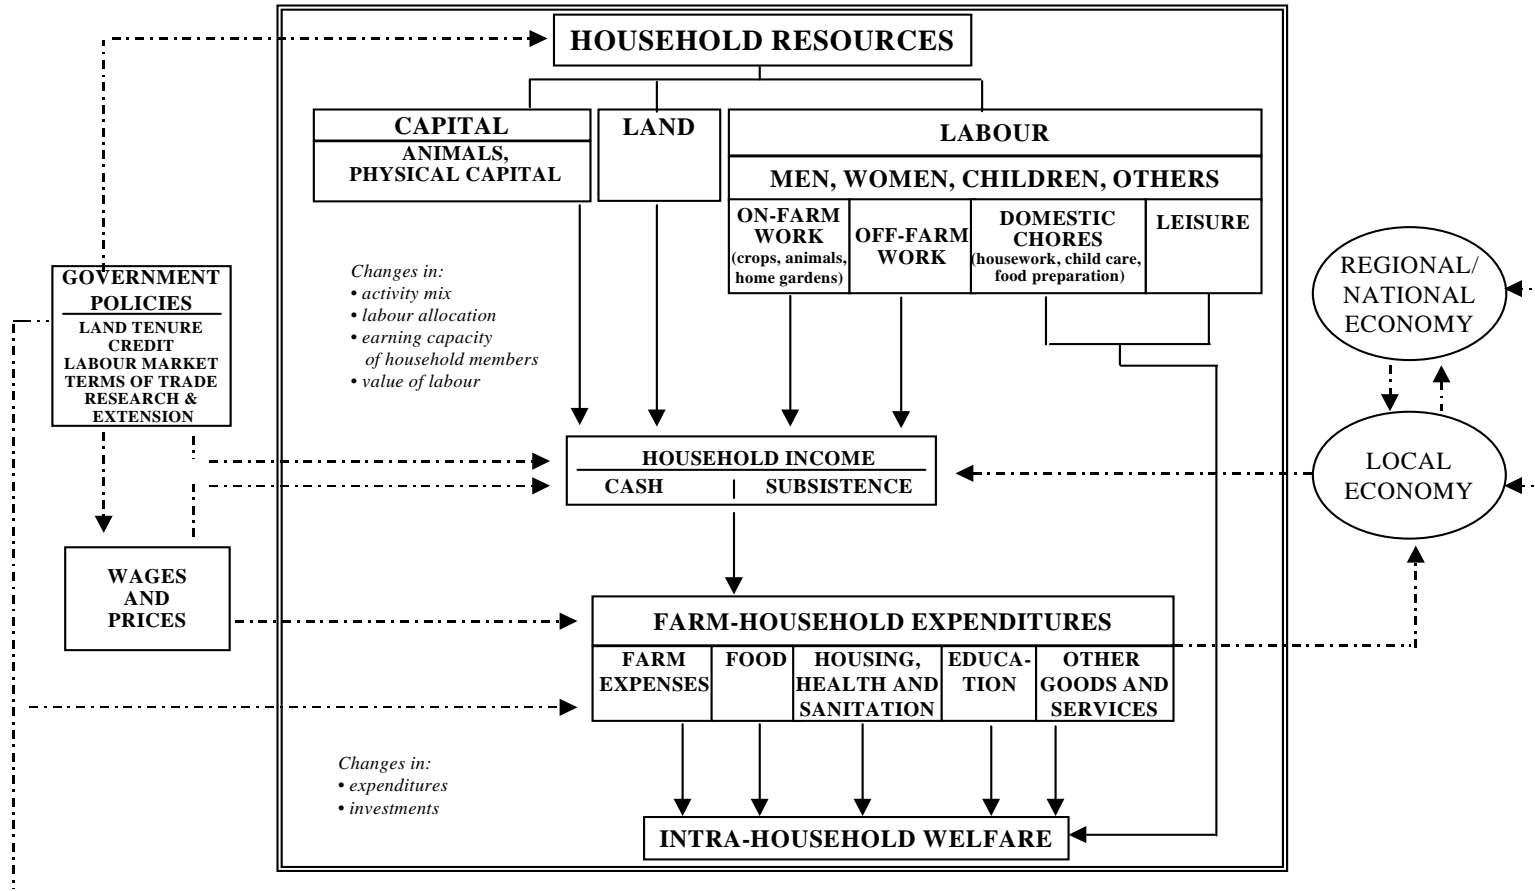 HOUSEHOLD RESOURCES
CAPITAL
ANIMALS,
PHYSICAL CAPITAL
LAND
LABOUR
MEN, WOMEN, CHILDREN, OTHERS
ON-FARM
WORK
(crops, animals,
home gardens)
OFF-FARM
WORK
DOMESTIC
CHORES
(housework, child care,
food preparation)
LEISURE
GOVERNMENT
POLICIES
LAND TENURE
CREDIT
LABOUR MARKET
TERMS OF TRADE
RESEARCH &
EXTENSION
Changes in:
• activity mix
• labour allocation
• earning capacity
of household members
• value of labour
REGIONAL/
NATIONAL
ECONOMY
HOUSEHOLD INCOME
CASH | SUBSISTENCE
LOCAL
ECONOMY
WAGES
AND
PRICES
FARM-HOUSEHOLD EXPENDITURES
FARM
EXPENSES
FOOD
HOUSING,
HEALTH AND
SANITATION
EDUCA-
TION
OTHER
GOODS AND
SERVICES
Changes in:
• expenditures
• investments
INTRA-HOUSEHOLD WELFARE